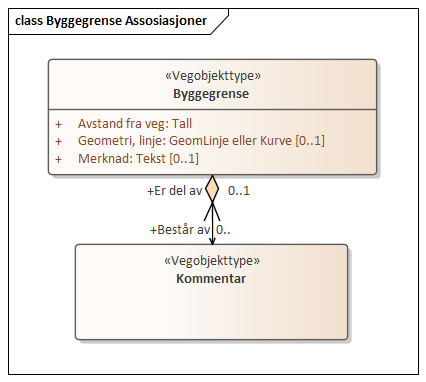 class Byggegrense Assosiasjoner
«Vegobjekttype»
Byggegrense
+ Avstand fra veg: Tall
+ Geometri, linje: GeomLinje eller Kurve [0..1]
+ Merknad: Tekst [0..1]
+Er del av 0..1
+Består av 0..
«Vegobjekttype»
Kommentar